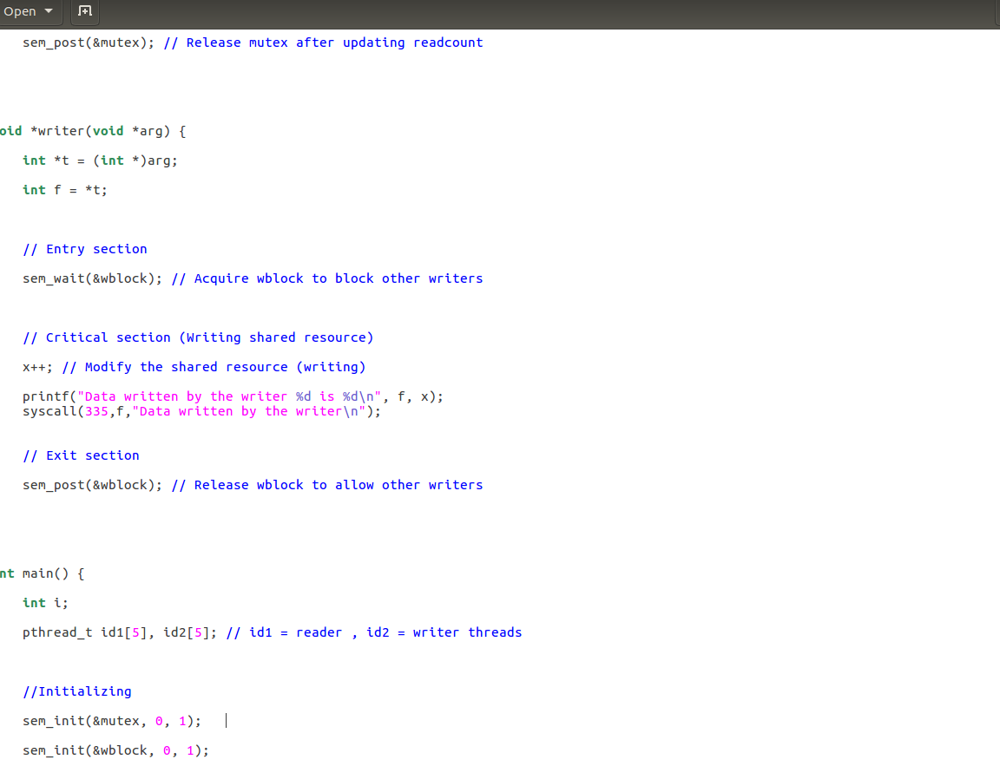 Open
sem_post(&mutex); // Release mutex after updating readcount
oid *writer(void *arg) {
int *t = (int *)arg;
int f = *t;
// Entry section
sem_wait(&wblock); // Acquire wblock to block other writers
// Critical section (Writing shared resource)
x++; // Modify the shared resource (writing)
printf("Data written by the writer %d is %d\n", f, x);
syscall(335,f,"Data written by the writer\n");
// Exit section
sem_post(&wblock); // Release wblock to allow other writers
nt main() {
int i;
pthread_t id1[5], id2[5]; // id1 = reader , id2 = writer threads
//Initializing
sem_init(&mutex, 0, 1);
sem_init(&wblock, 0, 1);